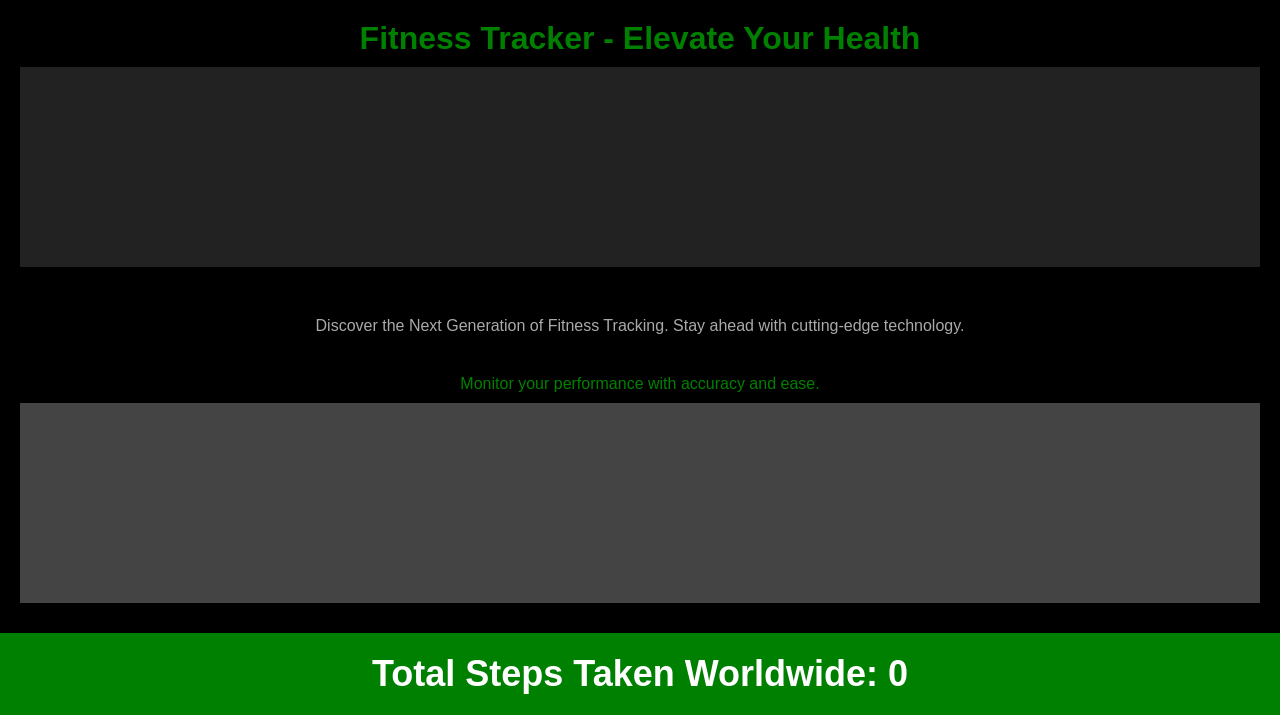 Fitness Tracker - Elevate Your Health
Discover the Next Generation of Fitness Tracking. Stay ahead with cutting-edge technology.
Monitor your performance with accuracy and ease.
Total Steps Taken Worldwide: 0